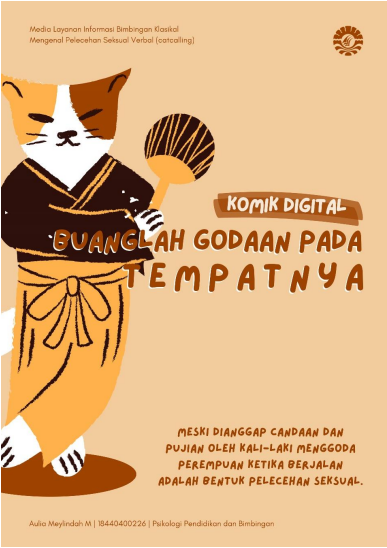 Media Layanan Informasi Bimbingan Klasikal
Mengenal Pelecehan Seksual Verbal (catcalling)
KOMIK DIGITAL
BUANGLAH GODAAN PADA
TEMPATNYA
MESKI DIANGGAP CANDAAN DAN
PUJIAN OLEH KALI-LAKI MENGGODA
PEREMPUAN KETIKA BERJALAN
ADALAH BENTUK PELECEHAN SEKSUAL.
Aulia Meylindah M | 18440400226 | Psikologi Pendidikan dan Bimbingan